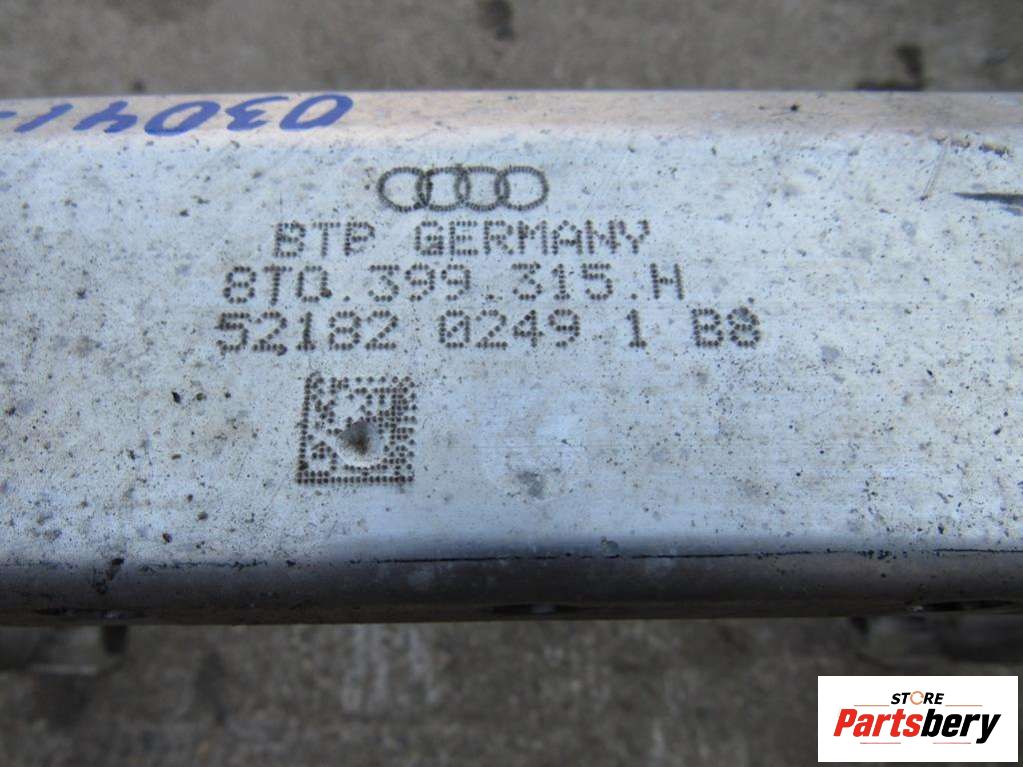 03041-
BTP GERMANY
8T0.399.315.H
52182 0249 1 B8
STORE
Partsbery